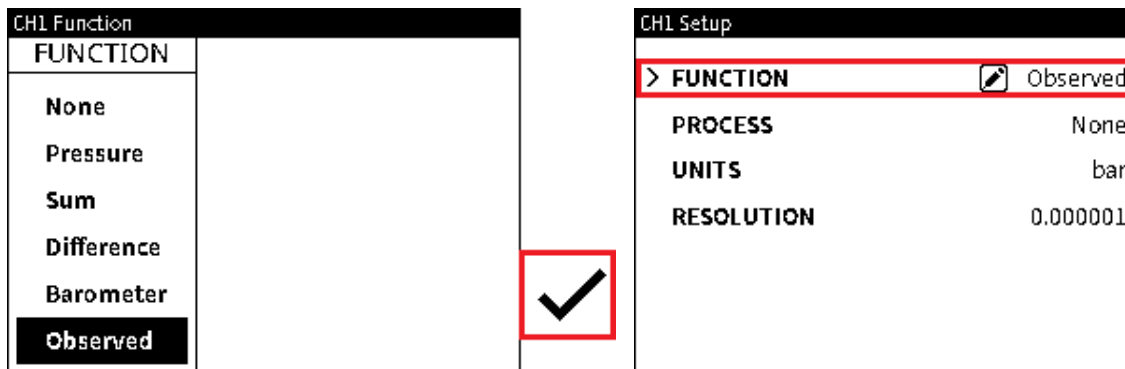 CH1 Function
FUNCTION
None
Pressure
Sum
Difference
Barometer
Observed
CH1 Setup
> FUNCTION Observed
PROCESS None
UNITS bar
RESOLUTION 0.000001